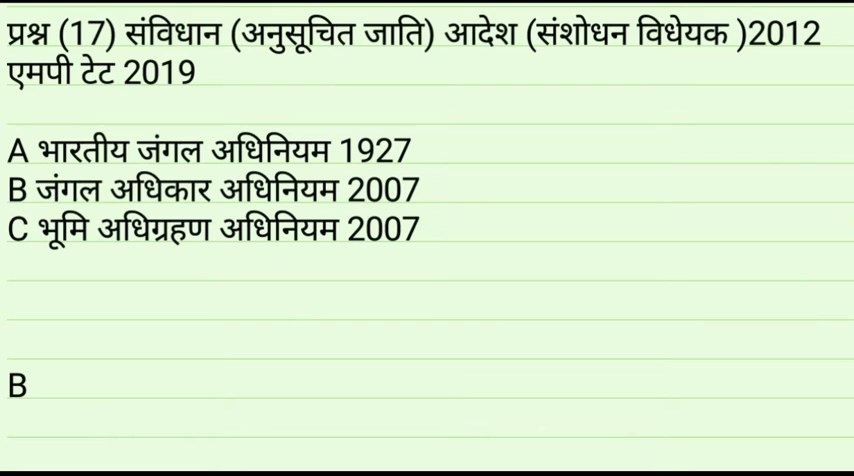 प्रश्न (17) संविधान (अनुसूचित जाति) आदेश (संशोधन विधेयक )2012
एमपी टेट 2019
A भारतीय जंगल अधिनियम 1927
B जंगल अधिकार अधिनियम 2007
C भूमि अधिग्रहण अधिनियम 2007
B